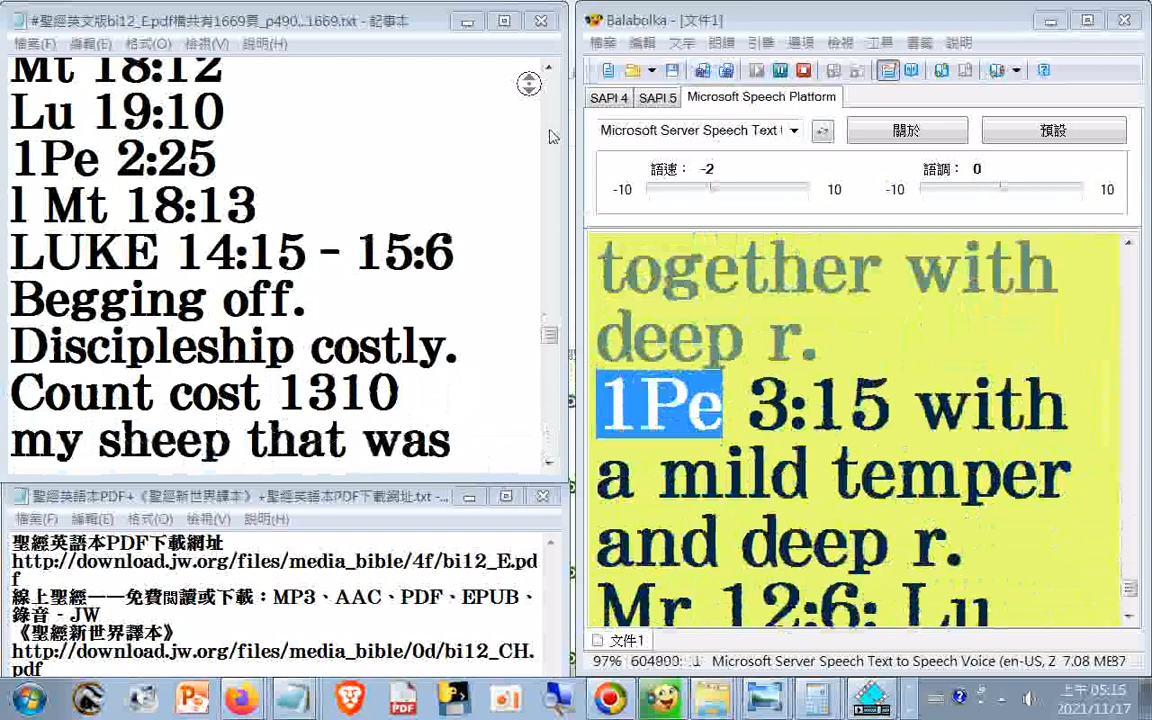 #聖經英文版bi12_E.pdf檔共有1669頁_p490,..1669.txt - 記事本
檔案(F) 編輯(E) 格式(O) 檢視(V) 說明(H)
Mt 18:12
Lu 19:10
1Pe 2:25
l Mt 18:13
LUKE 14:15 – 15:6
Begging off.
Discipleship costly.
Count cost 1310
my sheep that was
聖經英語本PDF+《聖經新世界譯本》+聖經英語本PDF下載網址.txt -...
檔案(F) 編輯(E) 格式(O) 檢視(V) 說明(H)
聖經英語本PDF下載網址
http://download.jw.org/files/media_bible/4f/bi12_E.pd
f
線上聖經——免費閱讀或下載：MP3、AAC、PDF、EPUB、
錄音 - JW
《聖經新世界譯本》
http://download.jw.org/files/media_bible/0d/bi12_CH.
pdf
Balabolka - [文件1]
檔案 編輯 文字 朗讀 引擎 選項 檢視 工具 書籤 說明
SAPI 4 SAPI 5 Microsoft Speech Platform
Microsoft Server Speech Text 關於 預設
語速： -2 語調： 0
-10 10 -10 10
together with
deep r.
1Pe 3:15 with
a mild temper
and deep r.
Mr 12:6; Lu
文件1
97% Microsoft Server Speech Text to Speech Voice (en-US, Z 7.08 MB
上午 05:15
2021/11/17